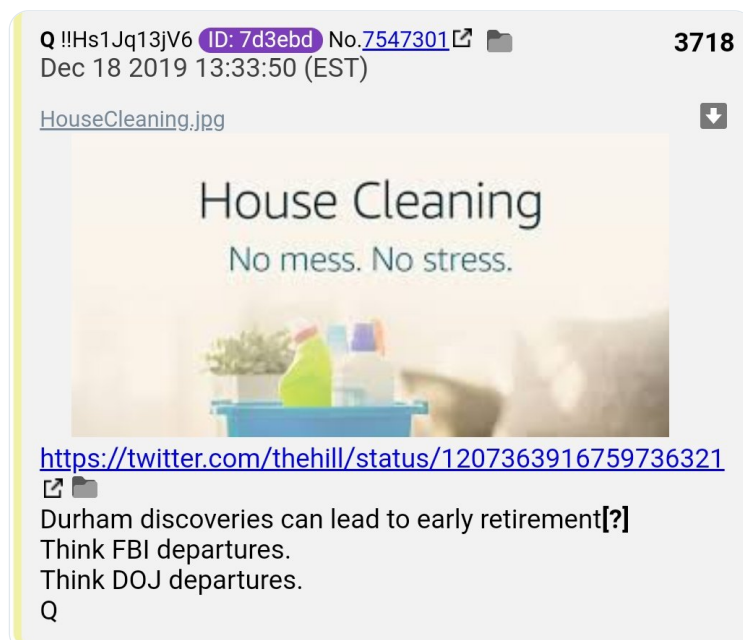 Q !!Hs1Jq13jV6 ID: 7d3ebd No.7547301 3718
Dec 18 2019 13:33:50 (EST)
HouseCleaning.jpg
House Cleaning
No mess. No stress.
https://twitter.com/thehill/status/1207363916759736321
Durham discoveries can lead to early retirement[?]
Think FBI departures.
Think DOJ departures.
Q